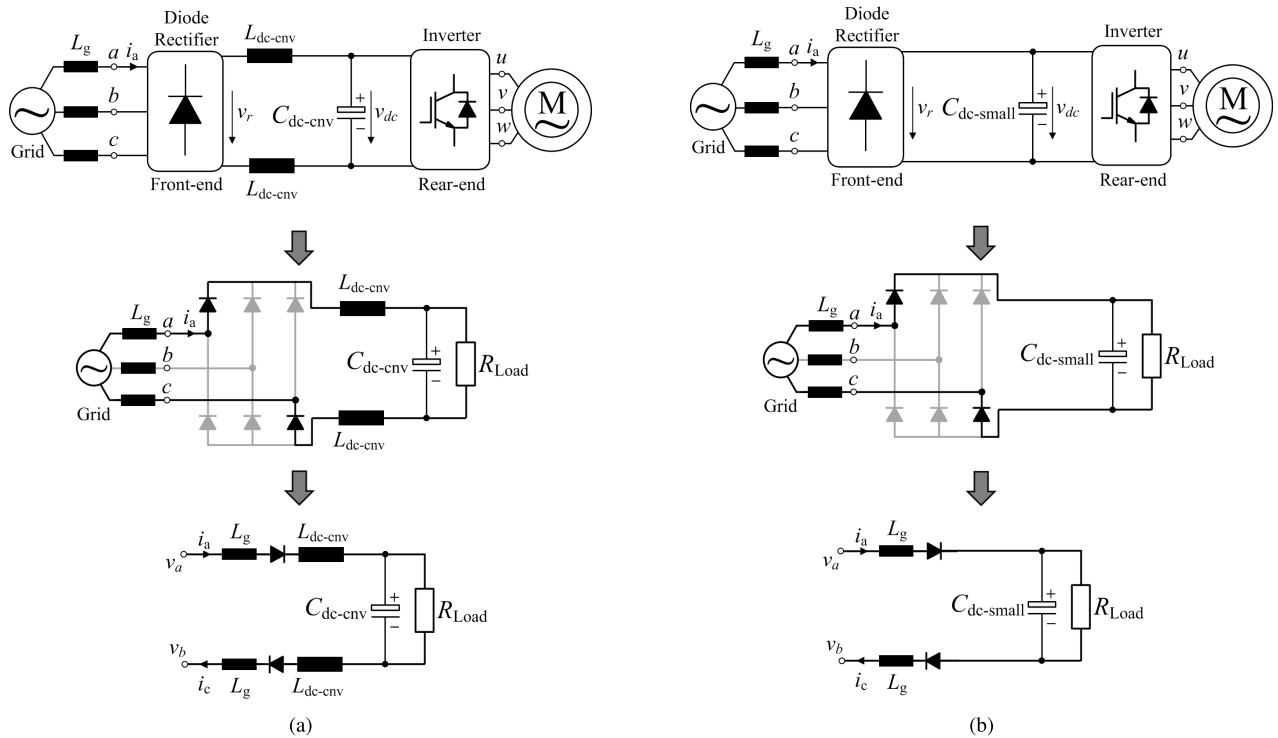 Diode
Rectifier
Inverter
L_g
a
i_a
L_dc-cnv
u
b
v_r
C_dc-cnv
+
−
v_dc
v
M
~
w
c
Grid
L_dc-cnv
Front-end
Rear-end
L_dc-cnv
L_g
a
i_a
b
C_dc-cnv
+
−
R_Load
c
Grid
L_dc-cnv
i_a
L_g
L_dc-cnv
v_a
C_dc-cnv
+
−
R_Load
v_b
i_c
L_g
L_dc-cnv
(a)
Diode
Rectifier
Inverter
L_g
a
i_a
u
b
v_r
C_dc-small
+
−
v_dc
v
M
~
w
c
Grid
Front-end
Rear-end
L_g
a
i_a
b
C_dc-small
+
−
R_Load
c
Grid
i_a
L_g
v_a
C_dc-small
+
−
R_Load
v_b
i_c
L_g
(b)